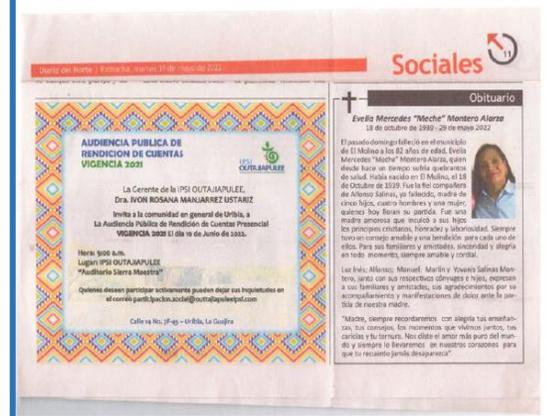 Diario del Norte | Riohacha, martes 31 de mayo de 2022
Sociales
11
AUDIENCIA PUBLICA DE
RENDICION DE CUENTAS
VIGENCIA 2021
IPSI
OUTAJIAPULEE
La Gerente de la IPSI OUTAJIAPULEE,
Dra. IVON ROSANA MANJARREZ USTARIZ
Invita a la comunidad en general de Uribia, a
La Audiencia Pública de Rendición de Cuentas Presencial
VIGENCIA 2021 El día 10 de Junio de 2022.
Hora: 9:00 a.m.
Lugar: IPSI OUTAJIAPULEE
"Auditorio Sierra Maestra"
Quienes deseen participar activamente pueden dejar sus inquietudes en
el correo participacion.social@outajiapuleeipsi.com
Calle 14 No. 7F-95 - Uribia, La Guajira
Obituario
Evelia Mercedes "Meche" Montero Alarza
18 de octubre de 1939 - 29 de mayo 2022
El pasado domingo falleció en el municipio
de El Molino a los 82 años de edad, Evelia
Mercedes "Meche" Montero Alarza, quien
desde hace un tiempo sufría quebrantos
de salud. Había nacido en El Molino, el 18
de Octubre de 1939. Fue la fiel compañera
de Alfonso Salinas, ya fallecido, madre de
cinco hijos, cuatro hombres y una mujer,
quienes hoy lloran su partida. Fue una
madre amorosa que inculcó a sus hijos
los principios cristianos, honradez y laboriosidad. Siempre
tuvo en consejo amable y una bendición para cada uno de
ellos. Para sus familiares y amistades, sinceridad y alegría
en todo momento, siempre amable y cordial.
Luz Inés, Alfonso, Manuel, Marlin y Yovanis Salinas Mon-
tero, junto con sus respectivos cónyuges e hijos, expresan
a sus familiares y amistades, sus agradecimientos por su
acompañamiento y manifestaciones de dolor ante la par-
tida de nuestra madre.
"Madre, siempre recordaremos con alegría tus enseñan-
zas, tus consejos, los momentos que vivimos juntos, tus
caricias y tu ternura. Nos diste el amor más puro del mun-
do y siempre lo llevaremos en nuestros corazones para
que tu recuerdo jamás desaparezca".